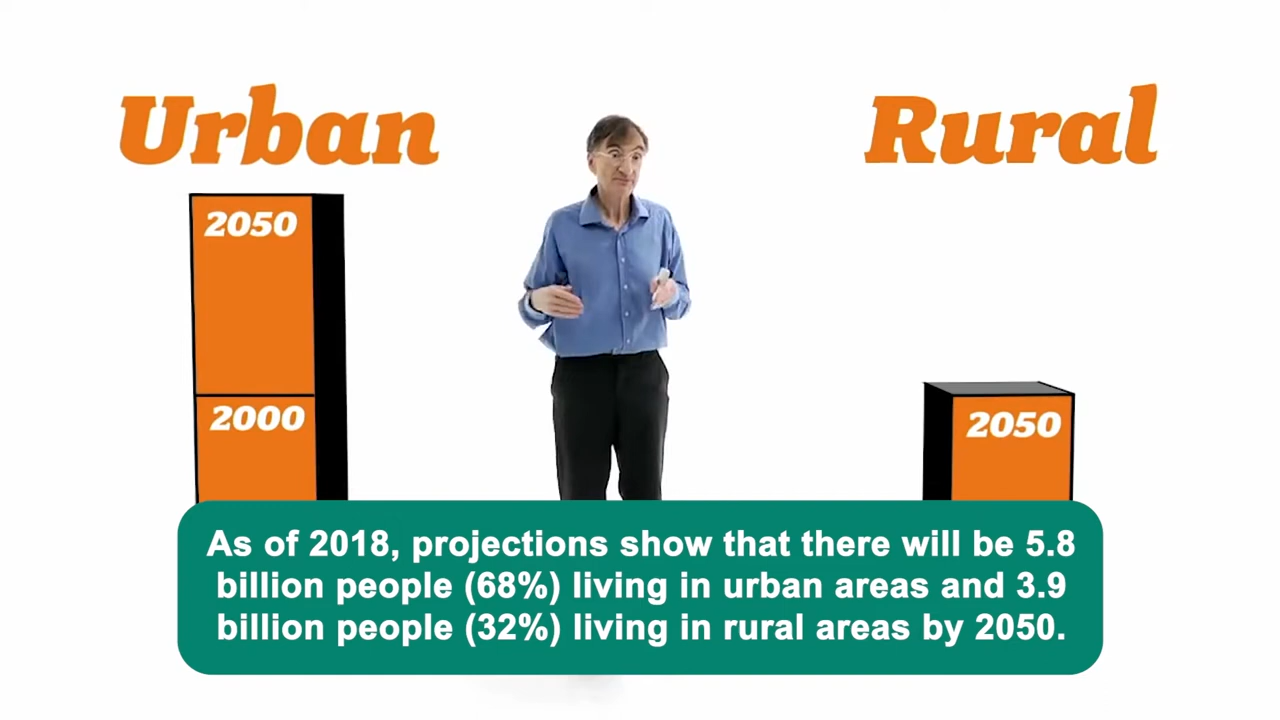 Urban
Rural
2050
2000
2050
As of 2018, projections show that there will be 5.8
billion people (68%) living in urban areas and 3.9
billion people (32%) living in rural areas by 2050.